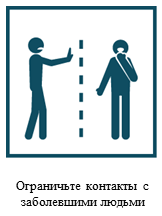 Ограничьте контакты с
заболевшими людьми